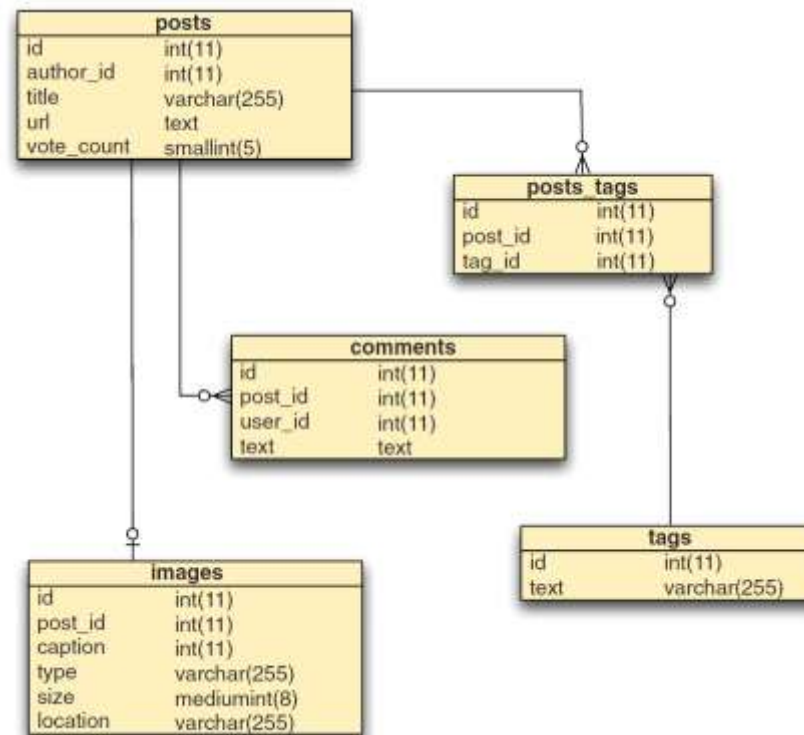 posts
id int(11)
author_id int(11)
title varchar(255)
url text
vote_count smallint(5)
posts_tags
id int(11)
post_id int(11)
tag_id int(11)
comments
id int(11)
post_id int(11)
user_id int(11)
text text
tags
id int(11)
text varchar(255)
images
id int(11)
post_id int(11)
caption int(11)
type varchar(255)
size mediumint(8)
location varchar(255)